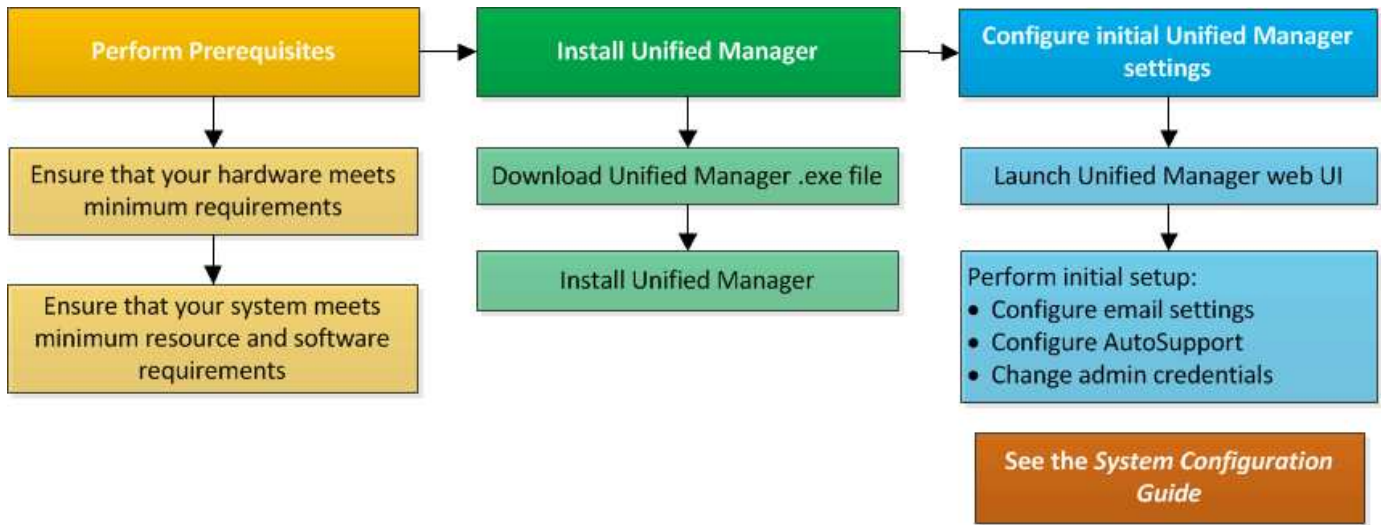 Perform Prerequisites
Install Unified Manager
Configure initial Unified Manager
settings
Ensure that your hardware meets
minimum requirements
Ensure that your system meets
minimum resource and software
requirements
Download Unified Manager .exe file
Install Unified Manager
Launch Unified Manager web UI
Perform initial setup:
• Configure email settings
• Configure AutoSupport
• Change admin credentials
See the System Configuration
Guide